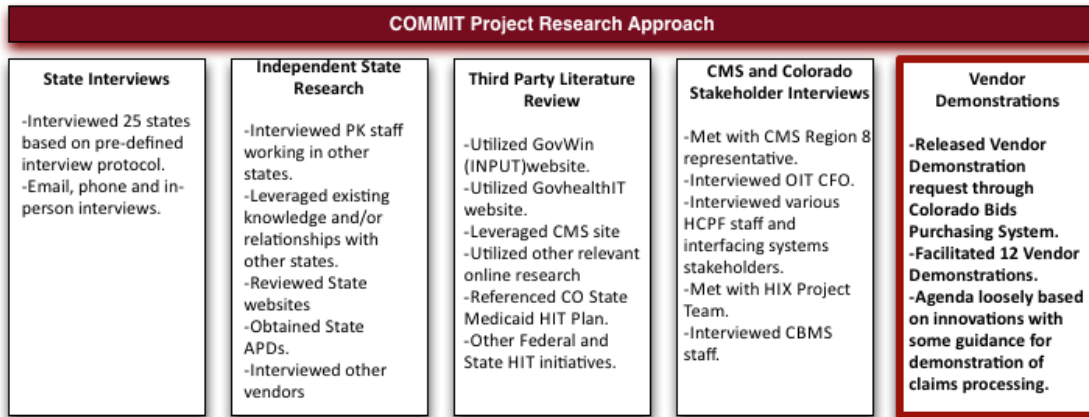 COMMIT Project Research Approach
State Interviews
-Interviewed 25 states
based on pre-defined
interview protocol.
-Email, phone and in-
person interviews.
Independent State
Research
-Interviewed PK staff
working in other
states.
-Leveraged existing
knowledge and/or
relationships with
other states.
-Reviewed State
websites
-Obtained State
APDs.
-Interviewed other
vendors
Third Party Literature
Review
-Utilized GovWin
(INPUT)website.
-Utilized GovhealthIT
website.
-Leveraged CMS site
-Utilized other relevant
online research
-Referenced CO State
Medicaid HIT Plan.
-Other Federal and
State HIT initiatives.
CMS and Colorado
Stakeholder Interviews
-Met with CMS Region 8
representative.
-Interviewed OIT CFO.
-Interviewed various
HCPF staff and
interfacing systems
stakeholders.
-Met with HIX Project
Team.
-Interviewed CBMS
staff.
Vendor
Demonstrations
-Released Vendor
Demonstration
request through
Colorado Bids
Purchasing System.
-Facilitated 12 Vendor
Demonstrations.
-Agenda loosely based
on innovations with
some guidance for
demonstration of
claims processing.